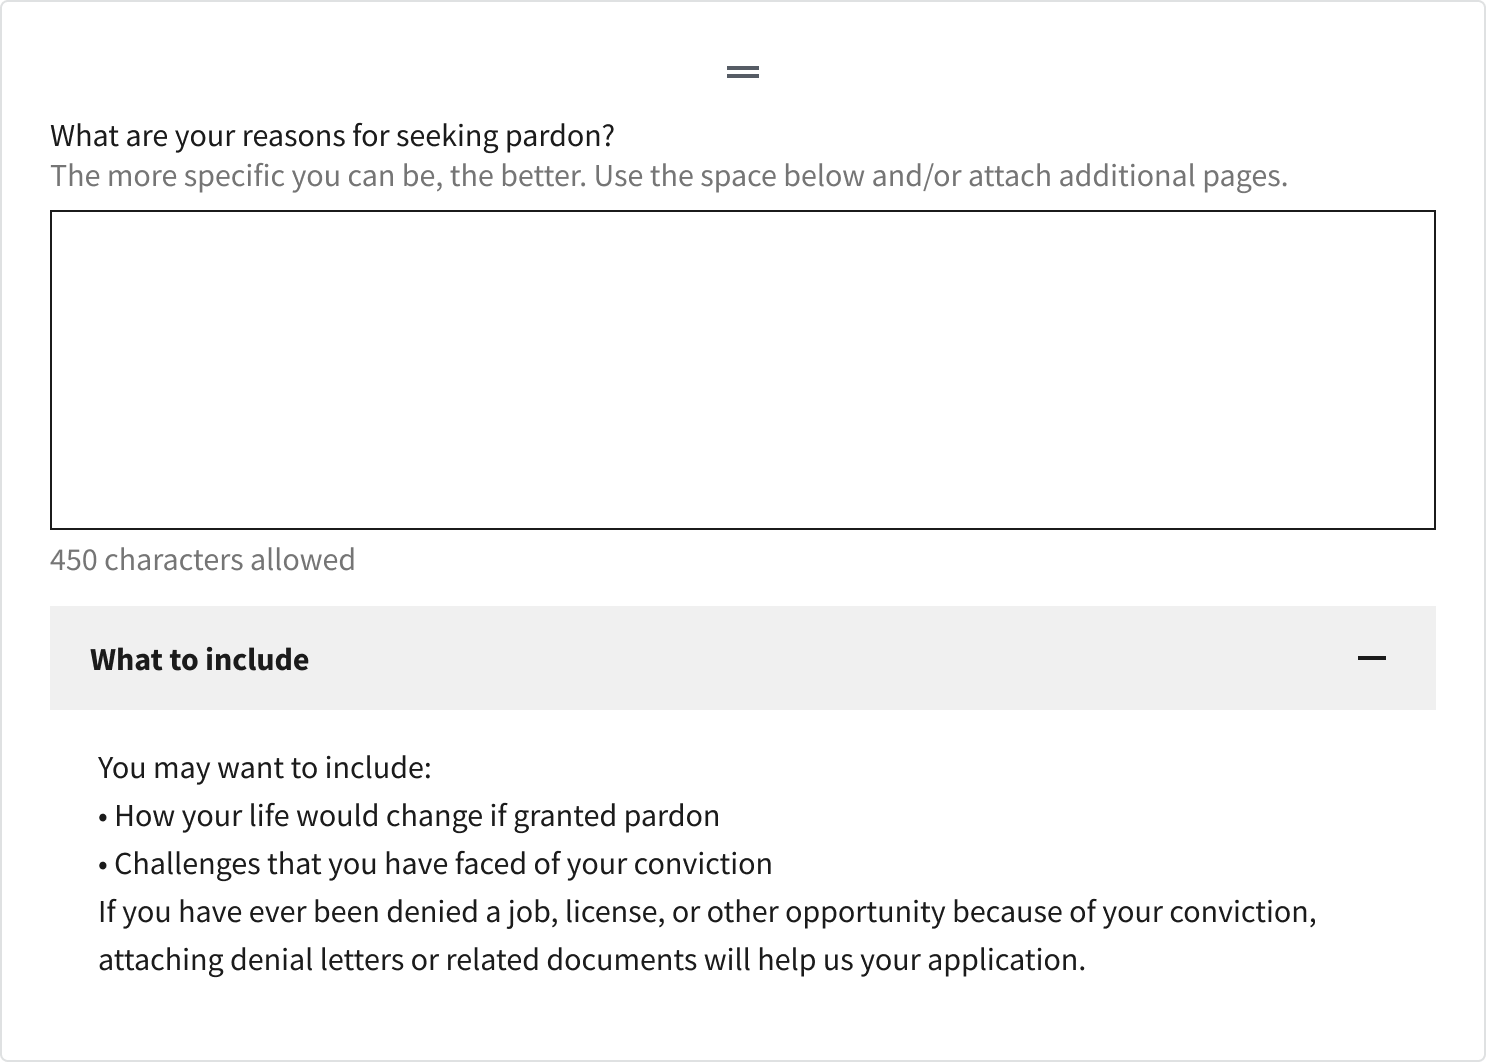 What are your reasons for seeking pardon?
The more specific you can be, the better. Use the space below and/or attach additional pages.
450 characters allowed
What to include
You may want to include:
• How your life would change if granted pardon
• Challenges that you have faced of your conviction
If you have ever been denied a job, license, or other opportunity because of your conviction,
attaching denial letters or related documents will help us your application.